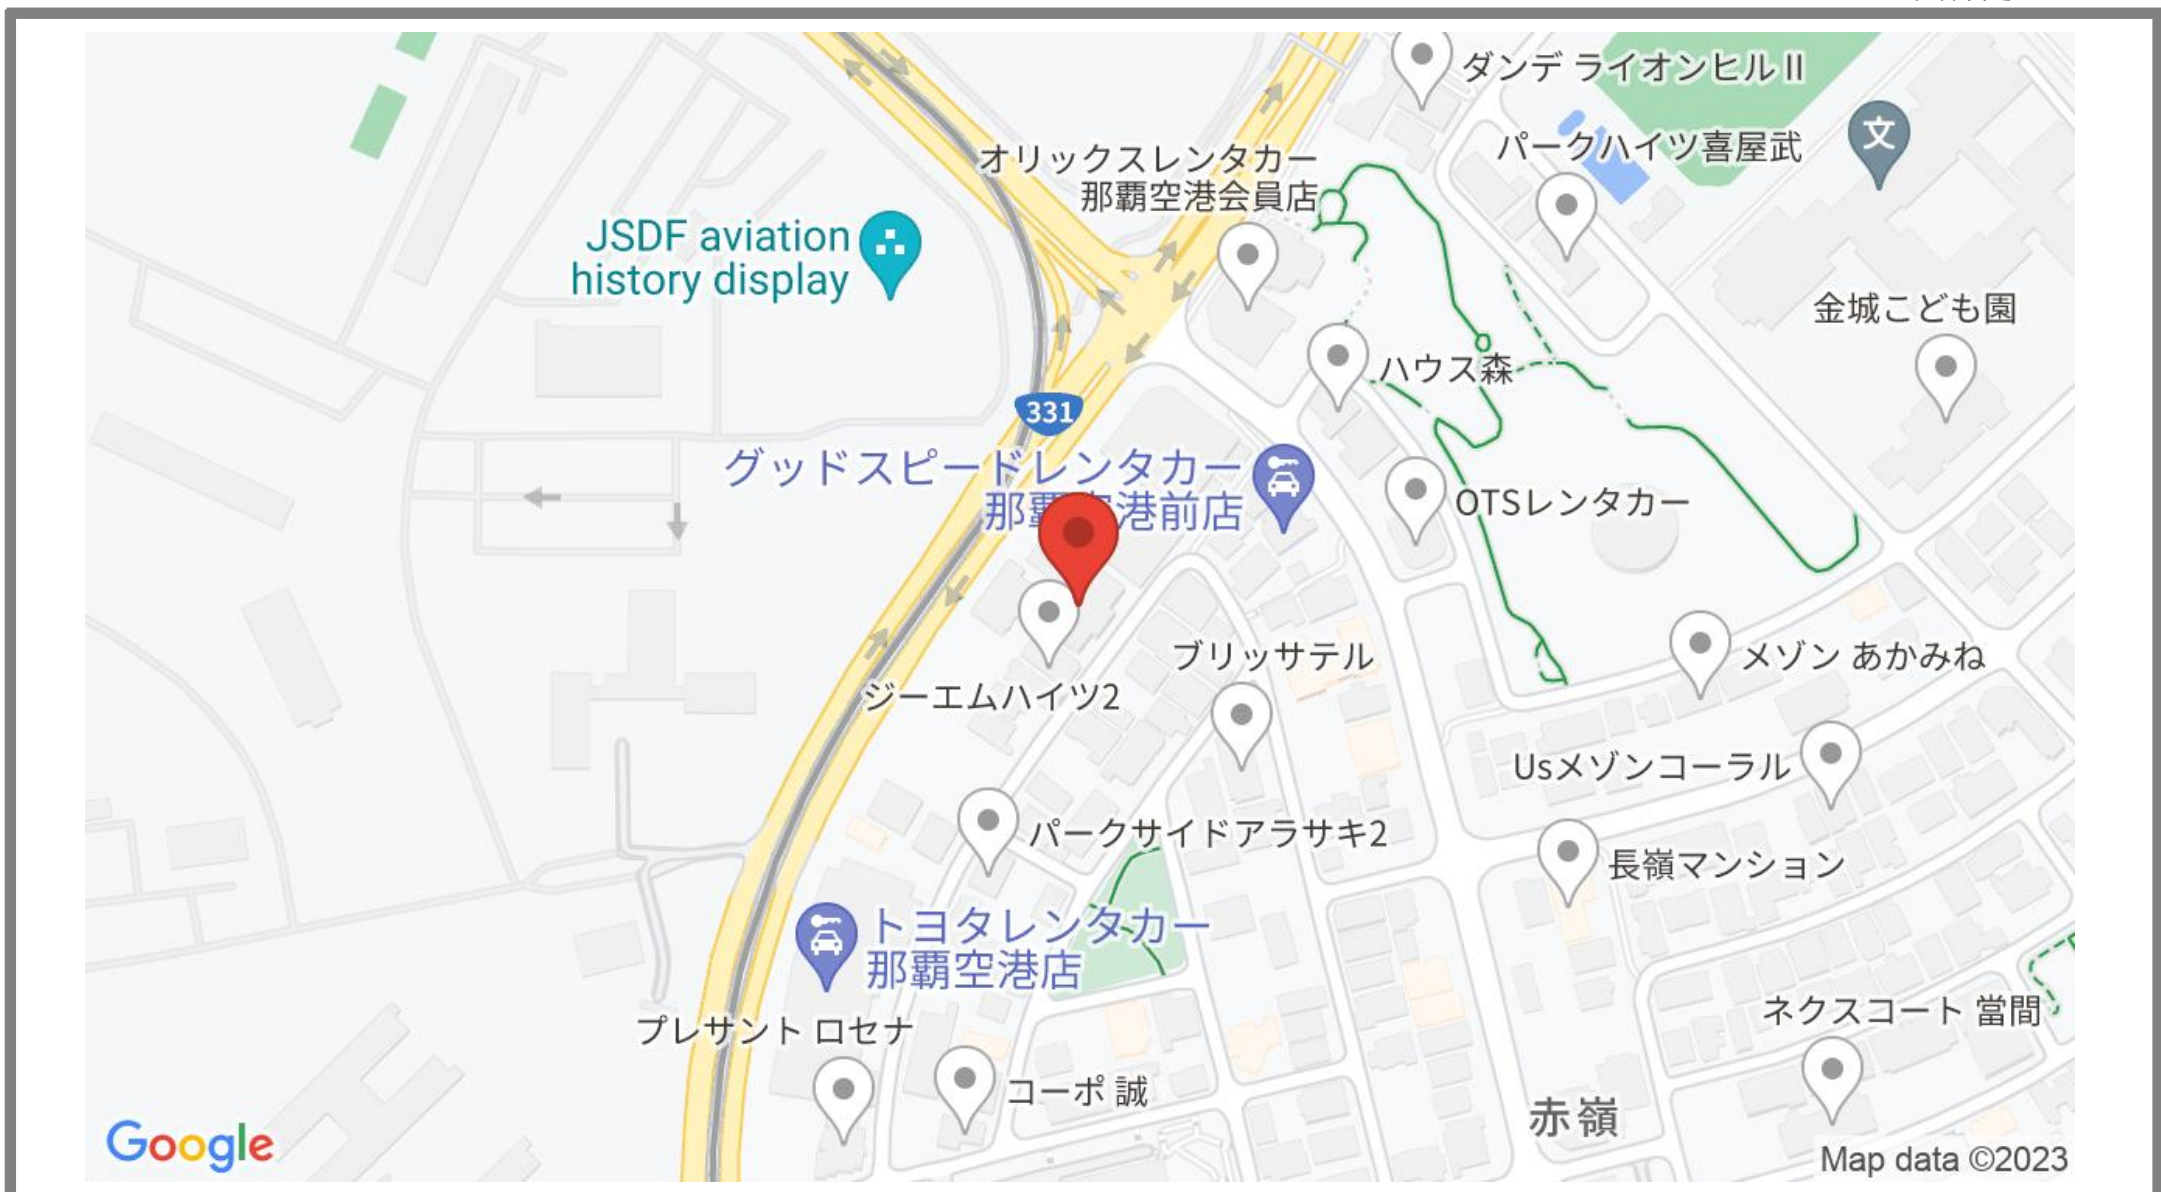 ダンデ ライオンヒル II
パークハイツ喜屋武
文
オリックスレンタカー
那覇空港会員店
JSDF aviation
history display
金城こども園
ハウス森
331
グッドスピードレンタカー
港前店
OTSレンタカー
ブリッサテル
メゾン あかみね
ジーエムハイツ2
Usメゾンコーラル
パークサイドアラサキ2
長嶺マンション
トヨタレンタカー
那覇空港店
ネクスコート 當間
プレサント ロセナ
コーポ 誠
赤嶺
Google
Map data ©2023